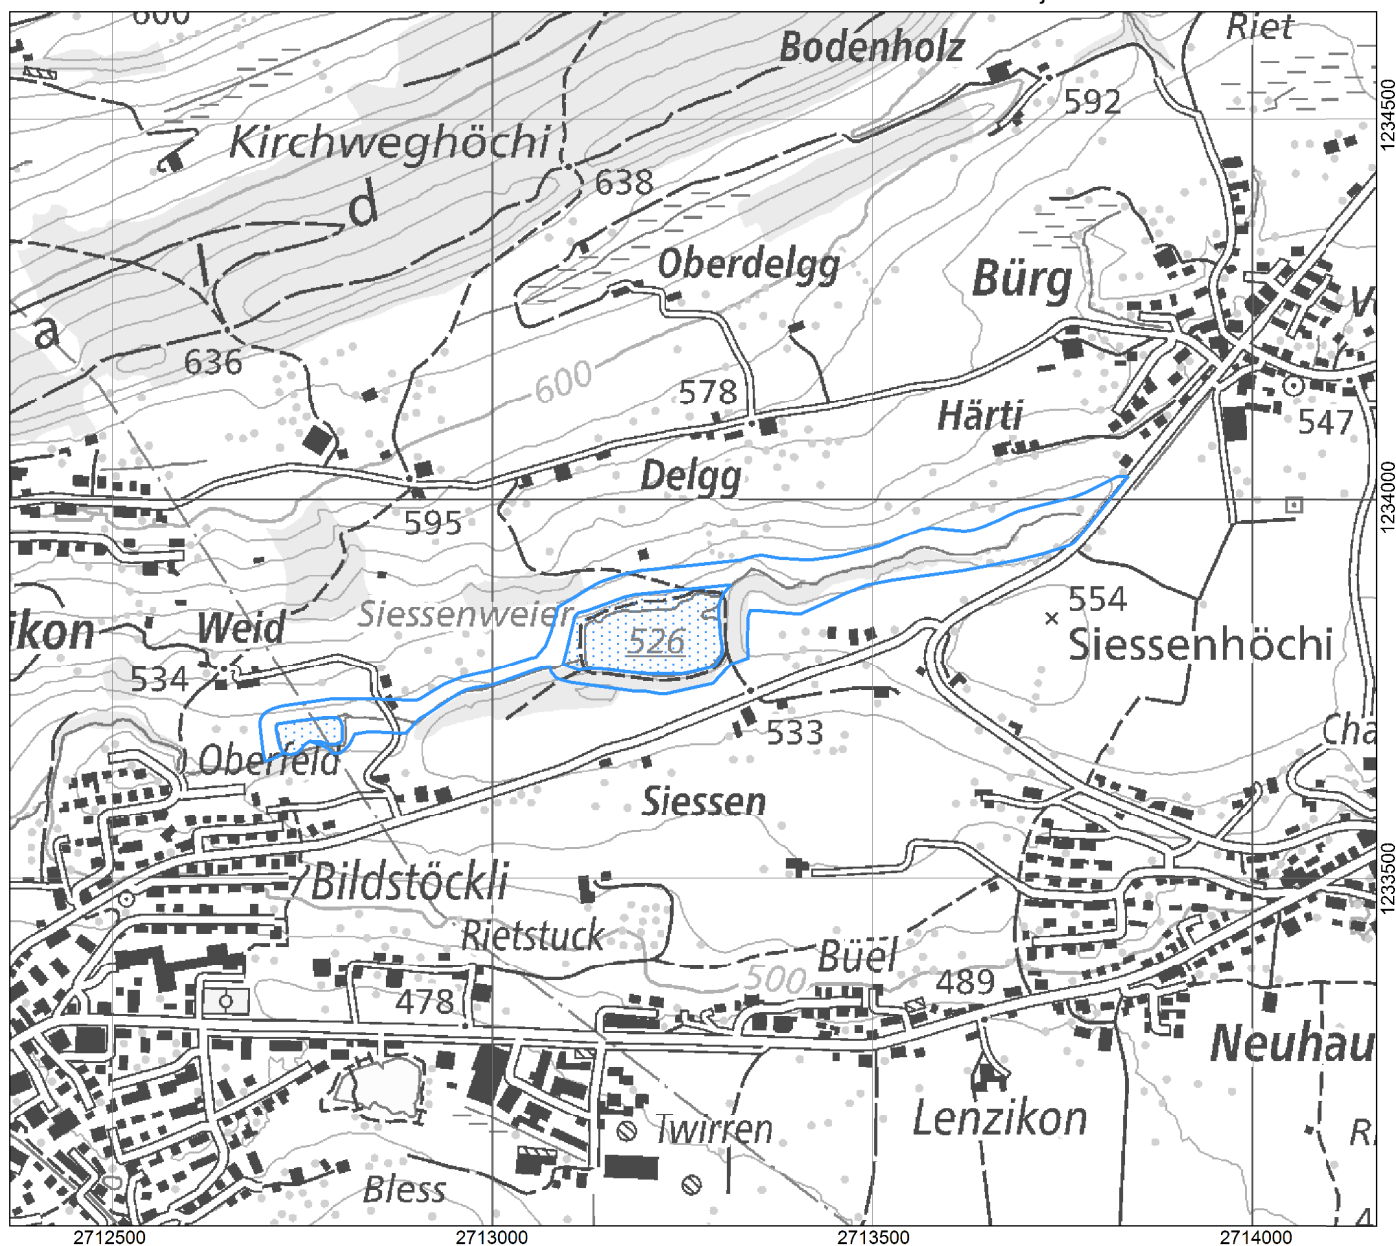 600
Riet
Bodenholz
592
1234500
Kirchweghöchi
638
d
Oberdelgg
Bürg
a
636
600
578
Härti
547
Delgg
1234000
595
Siessenweier
554
ikon
Weid
526
Siessenhöchi
534
533
Cha
Oberfeld
Siessen
Bildstöckli
1233500
Rietstuck
Büel
500
489
478
Neuhau
Lenzikon
Twirren
R
Bless
4
2712500
2713000
2713500
2714000